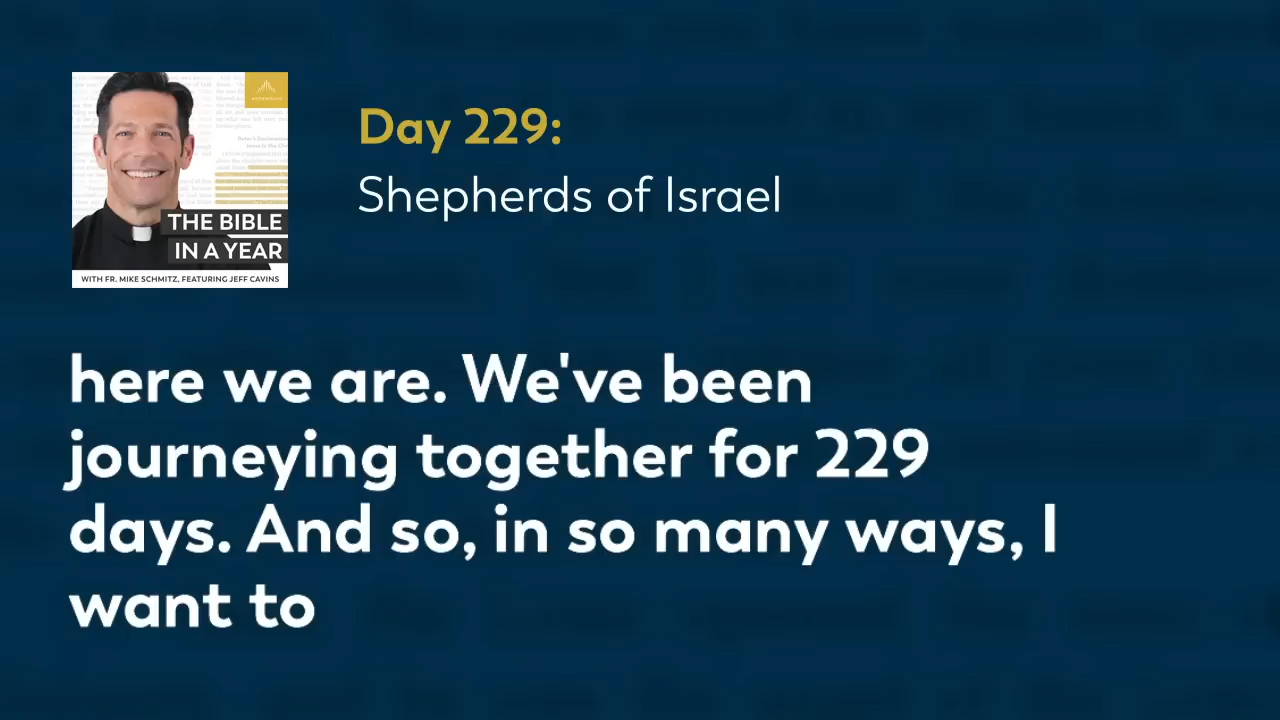 Day 229:
Shepherds of Israel
THE BIBLE
IN A YEAR
WITH FR. MIKE SCHMITZ, FEATURING JEFF CAVINS
here we are. We've been
journeying together for 229
days. And so, in so many ways, I
want to